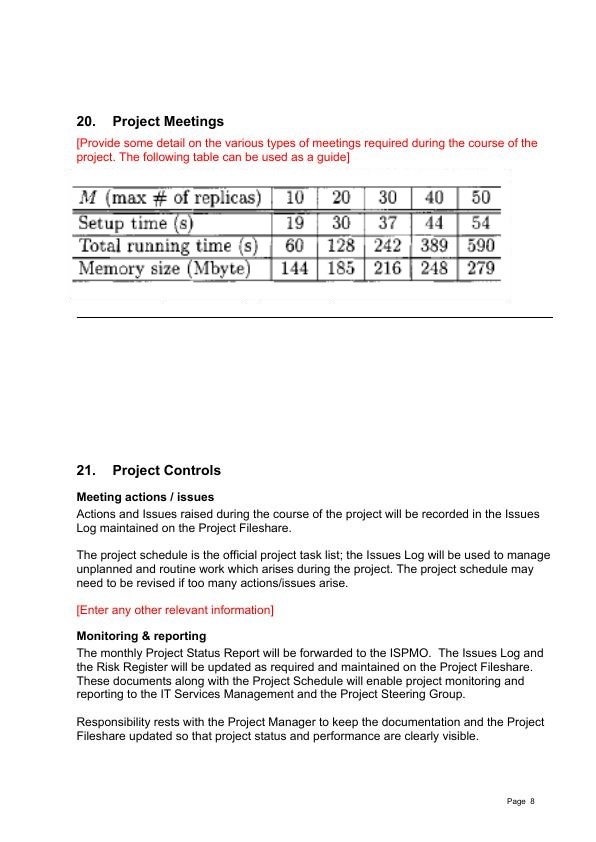 20. Project Meetings
[Provide some detail on the various types of meetings required during the course of the
project. The following table can be used as a guide]
M (max # of replicas) 10 20 30 40 50
Setup time (s) 19 30 37 44 54
Total running time (s) 60 128 242 389 590
Memory size (Mbyte) 144 185 216 248 279
21. Project Controls
Meeting actions / issues
Actions and Issues raised during the course of the project will be recorded in the Issues
Log maintained on the Project Fileshare.
The project schedule is the official project task list; the Issues Log will be used to manage
unplanned and routine work which arises during the project. The project schedule may
need to be revised if too many actions/issues arise.
[Enter any other relevant information]
Monitoring & reporting
The monthly Project Status Report will be forwarded to the ISPMO. The Issues Log and
the Risk Register will be updated as required and maintained on the Project Fileshare.
These documents along with the Project Schedule will enable project monitoring and
reporting to the IT Services Management and the Project Steering Group.
Responsibility rests with the Project Manager to keep the documentation and the Project
Fileshare updated so that project status and performance are clearly visible.
Page 8